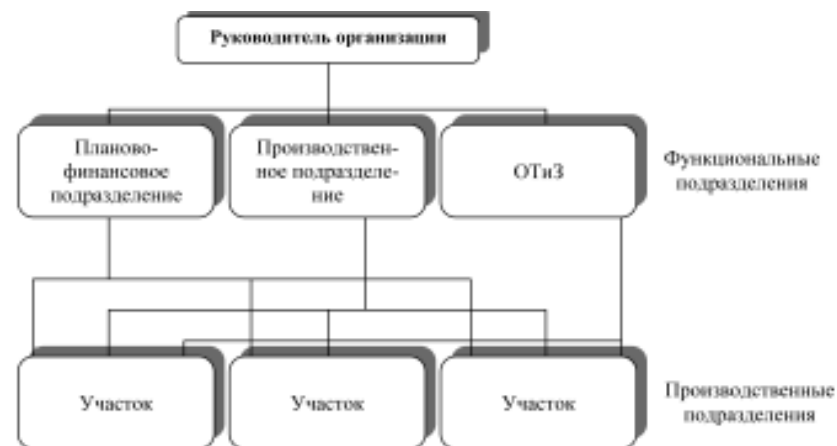 Руководитель организации
Планово-
финансовое
подразделение
Производствен-
ное подразделе-
ние
ОТиЗ
Функциональные
подразделения
Участок
Участок
Участок
Производственные
подразделения